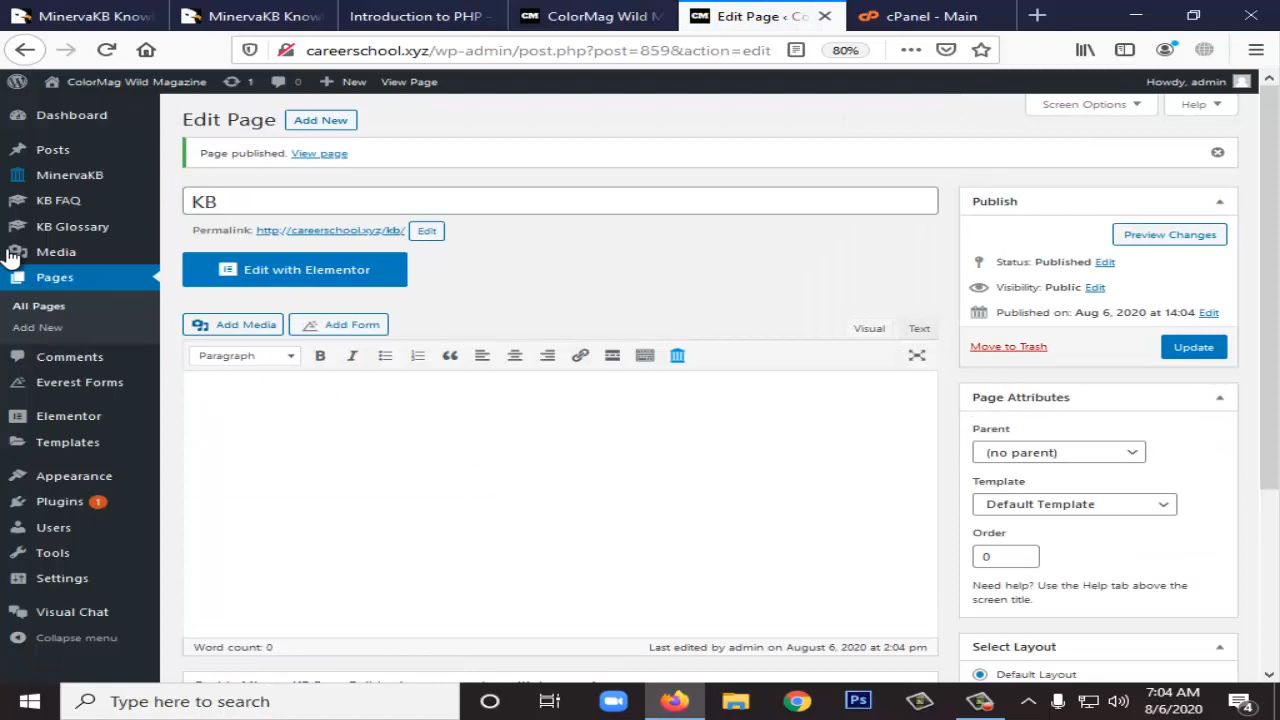 MinervaKB Know
MinervaKB Know
Introduction to PHP -
CM ColorMag Wild M
CM Edit Page ‹ Co
cPanel - Main
careerschool.xyz/wp-admin/post.php?post=859&action=edit
80%
ColorMag Wild Magazine
1
0
New
View Page
Howdy, admin
Dashboard
Posts
MinervaKB
KB FAQ
KB Glossary
Media
Pages
All Pages
Add New
Comments
Everest Forms
Elementor
Templates
Appearance
Plugins 1
Users
Tools
Settings
Visual Chat
Collapse menu
Screen Options
Help
Edit Page
Add New
Page published. View page
KB
Permalink: http://careerschool.xyz/kb/ Edit
Edit with Elementor
Add Media
Add Form
Visual
Text
Paragraph
Word count: 0
Last edited by admin on August 6, 2020 at 2:04 pm
Publish
Preview Changes
Status: Published Edit
Visibility: Public Edit
Published on: Aug 6, 2020 at 14:04 Edit
Move to Trash
Update
Page Attributes
Parent
(no parent)
Template
Default Template
Order
0
Need help? Use the Help tab above the
screen title.
Select Layout
Default Layout
Type here to search
Ps
7:04 AM
8/6/2020
4